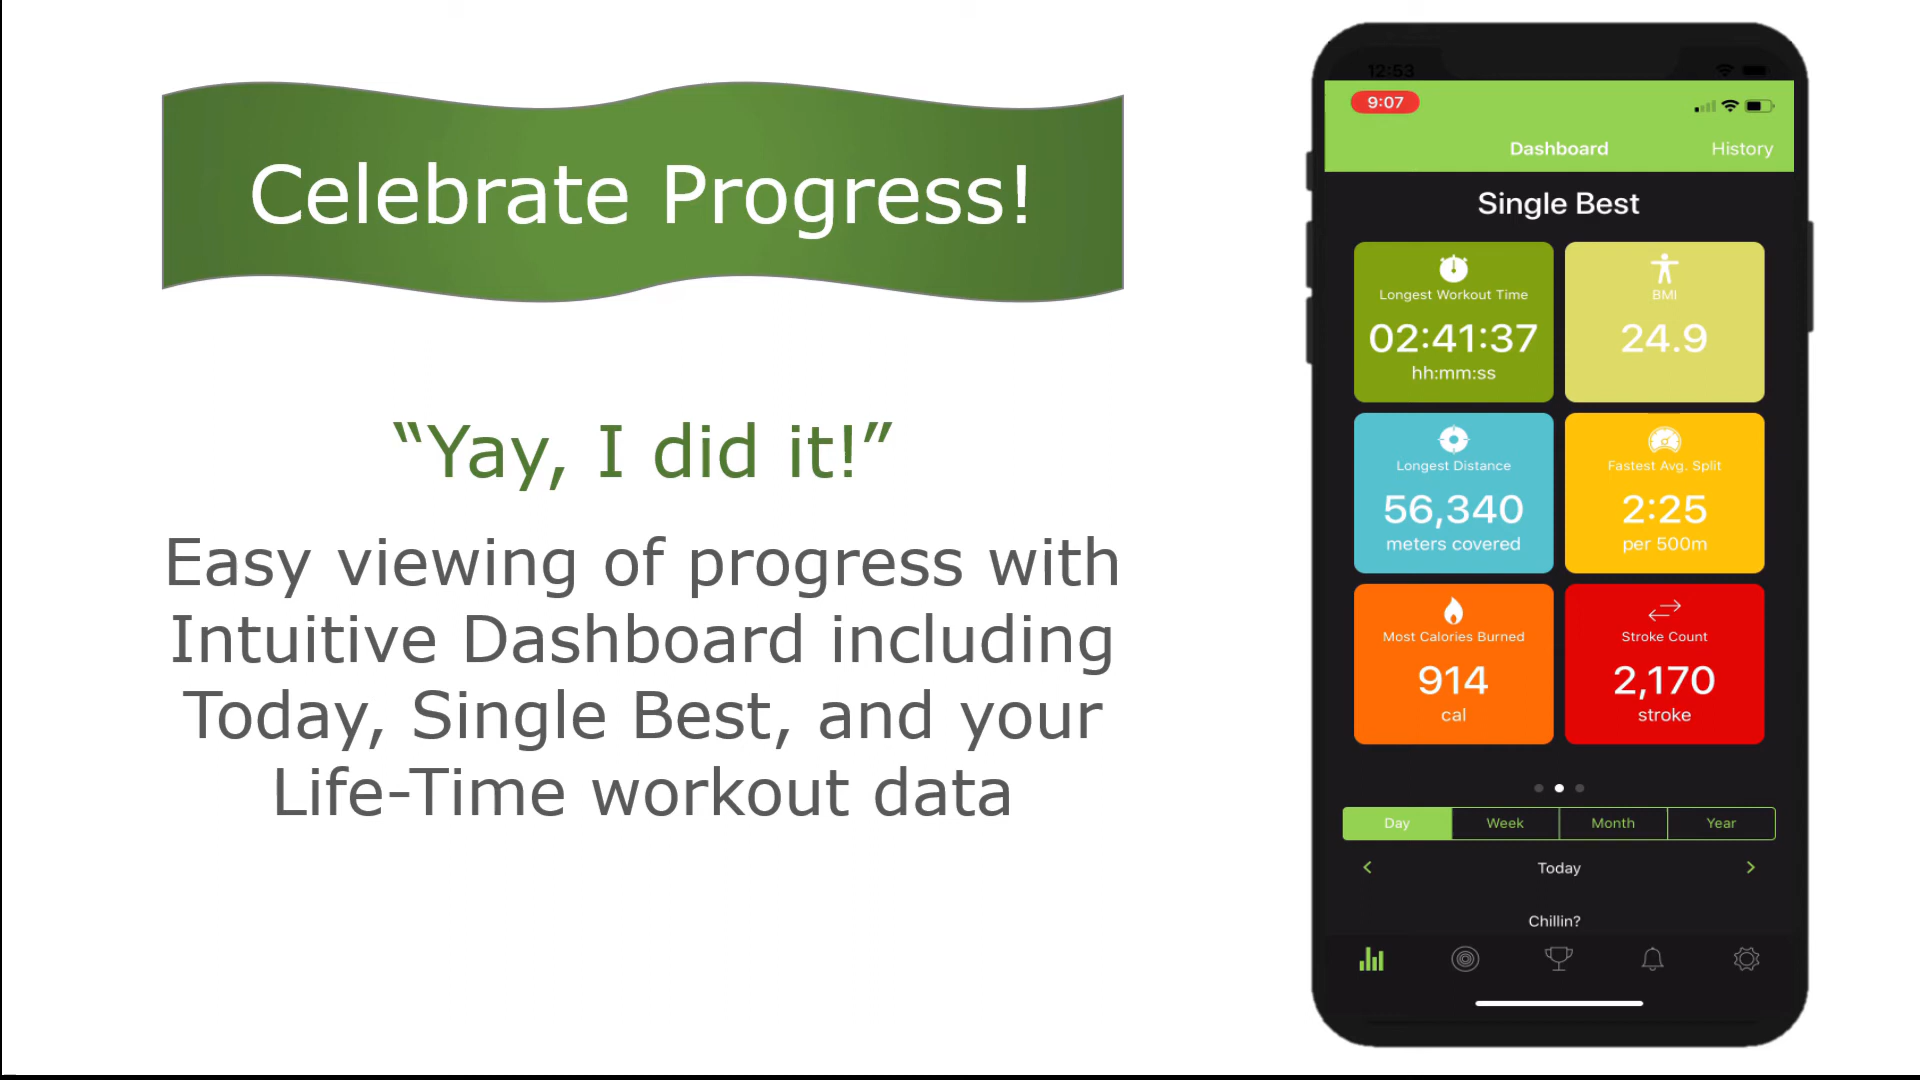 Celebrate Progress!
“Yay, I did it!”
Easy viewing of progress with
Intuitive Dashboard including
Today, Single Best, and your
Life-Time workout data
12:53
9:07
Dashboard
History
Single Best
Longest Workout Time
02:41:37
hh:mm:ss
BMI
24.9
Longest Distance
56,340
meters covered
Fastest Avg. Split
2:25
per 500m
Most Calories Burned
914
cal
Stroke Count
2,170
stroke
Day
Week
Month
Year
< Today >
Chillin?